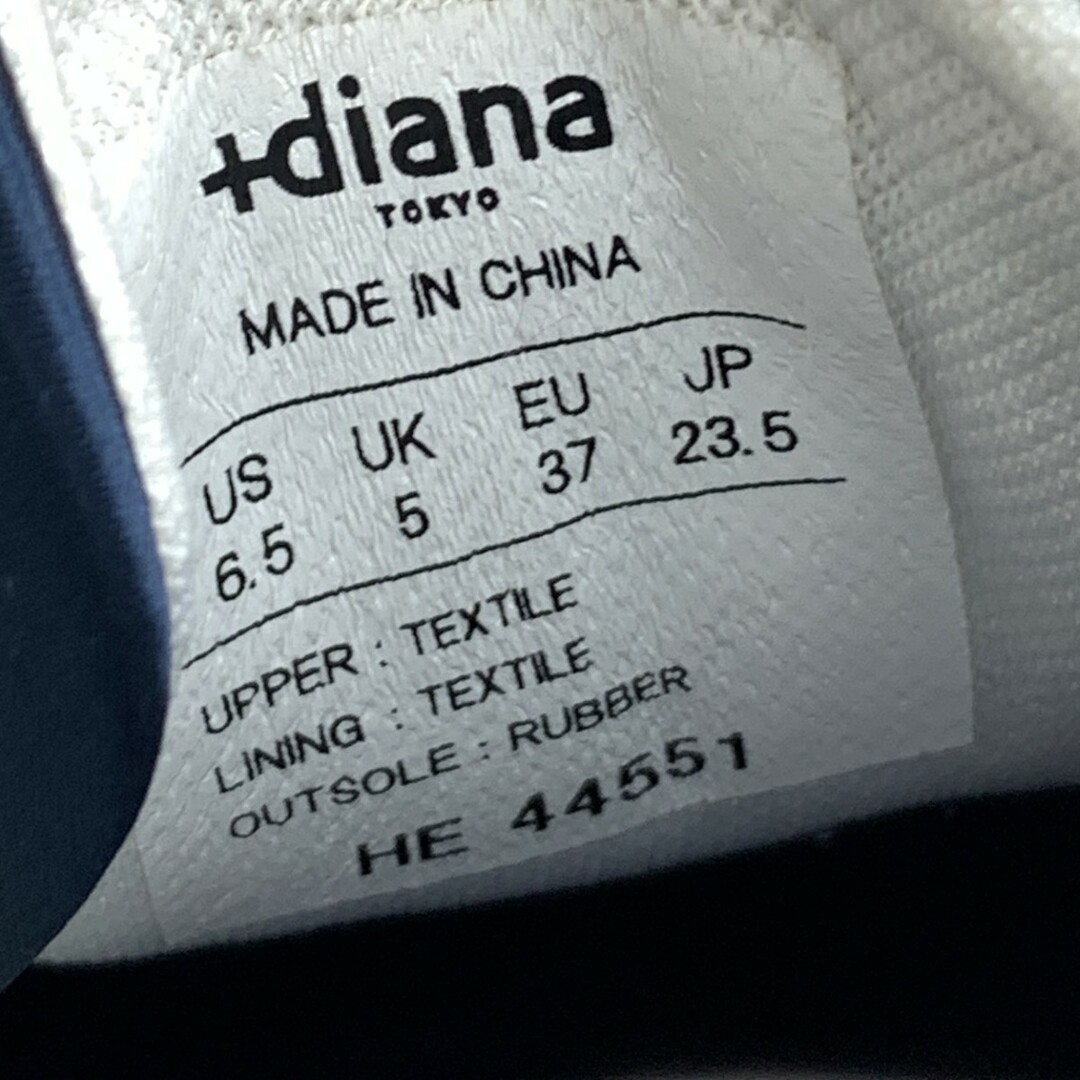 +diana
TOKYO
MADE IN CHINA
US UK EU JP
6.5 5 37 23.5
UPPER : TEXTILE
LINING : TEXTILE
OUTSOLE : RUBBER
HE 44551